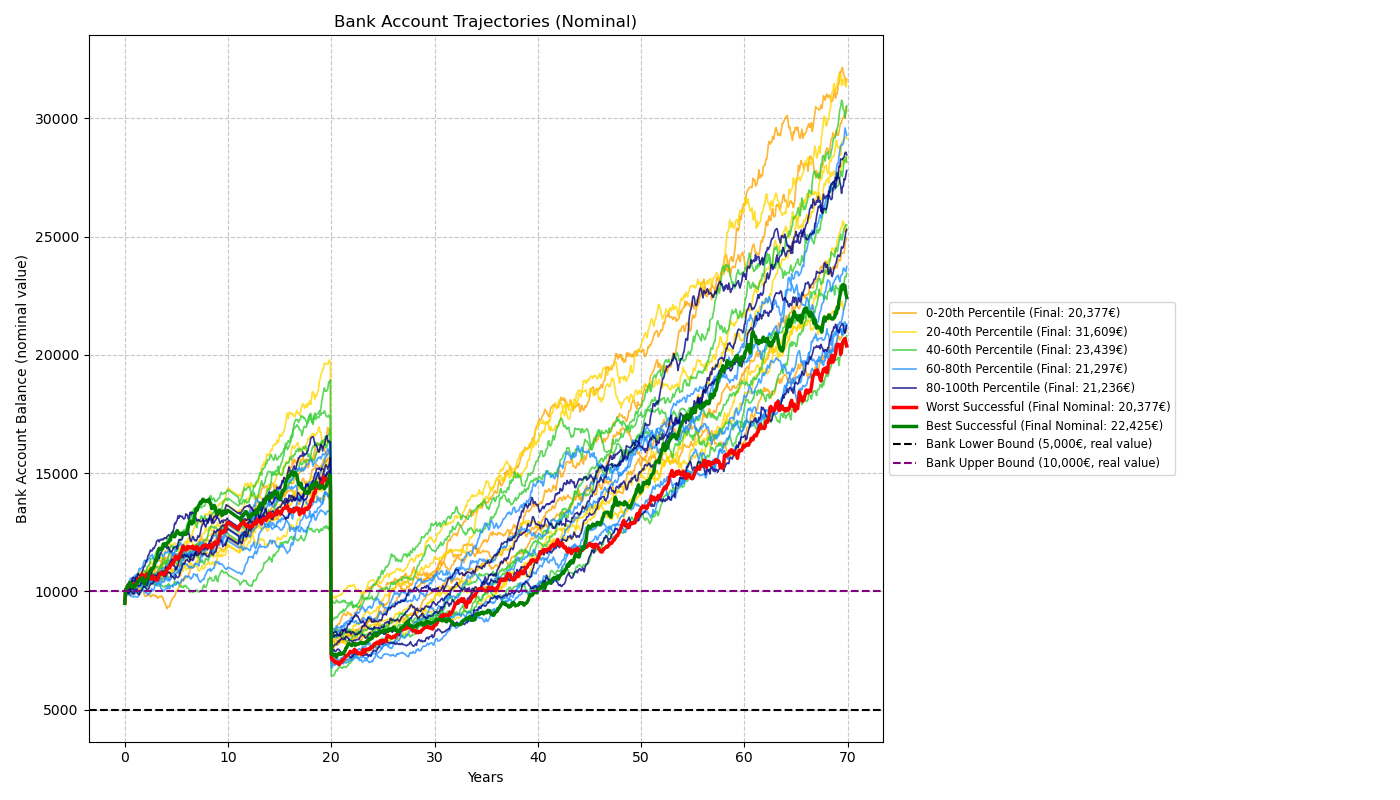 Bank Account Trajectories (Nominal)
Bank Account Balance (nominal value)
30000
25000
20000
15000
10000
5000
0
10
20
30
40
50
60
70
Years
0-20th Percentile (Final: 20,377€)
20-40th Percentile (Final: 31,609€)
40-60th Percentile (Final: 23,439€)
60-80th Percentile (Final: 21,297€)
80-100th Percentile (Final: 21,236€)
Worst Successful (Final Nominal: 20,377€)
Best Successful (Final Nominal: 22,425€)
Bank Lower Bound (5,000€, real value)
Bank Upper Bound (10,000€, real value)